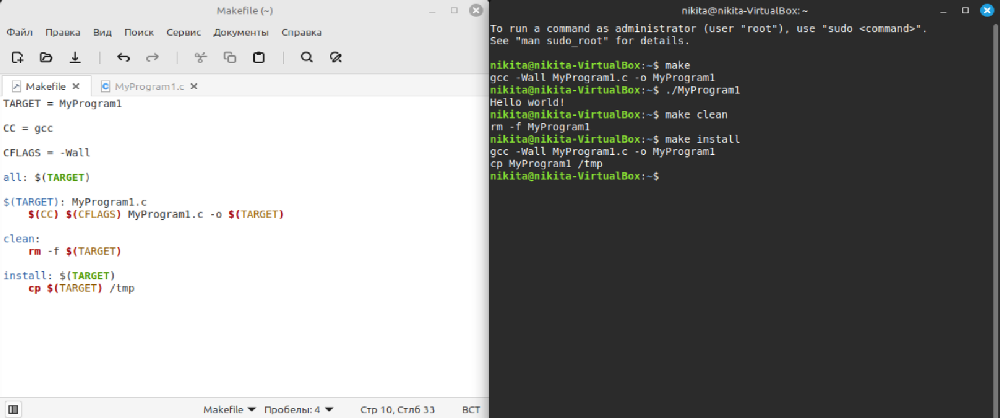 Makefile (~)
Файл Правка Вид Поиск Сервис Документы Справка
Makefile MyProgram1.c
TARGET = MyProgram1
CC = gcc
CFLAGS = -Wall
all: $(TARGET)
$(TARGET): MyProgram1.c
$(CC) $(CFLAGS) MyProgram1.c -o $(TARGET)
clean:
rm -f $(TARGET)
install: $(TARGET)
cp $(TARGET) /tmp
Makefile Пробелы: 4 Стр 10, Стлб 33 ВСТ
nikita@nikita-VirtualBox: ~
To run a command as administrator (user "root"), use "sudo <command>".
See "man sudo_root" for details.
nikita@nikita-VirtualBox:~$ make
gcc -Wall MyProgram1.c -o MyProgram1
nikita@nikita-VirtualBox:~$ ./MyProgram1
Hello world!
nikita@nikita-VirtualBox:~$ make clean
rm -f MyProgram1
nikita@nikita-VirtualBox:~$ make install
gcc -Wall MyProgram1.c -o MyProgram1
cp MyProgram1 /tmp
nikita@nikita-VirtualBox:~$